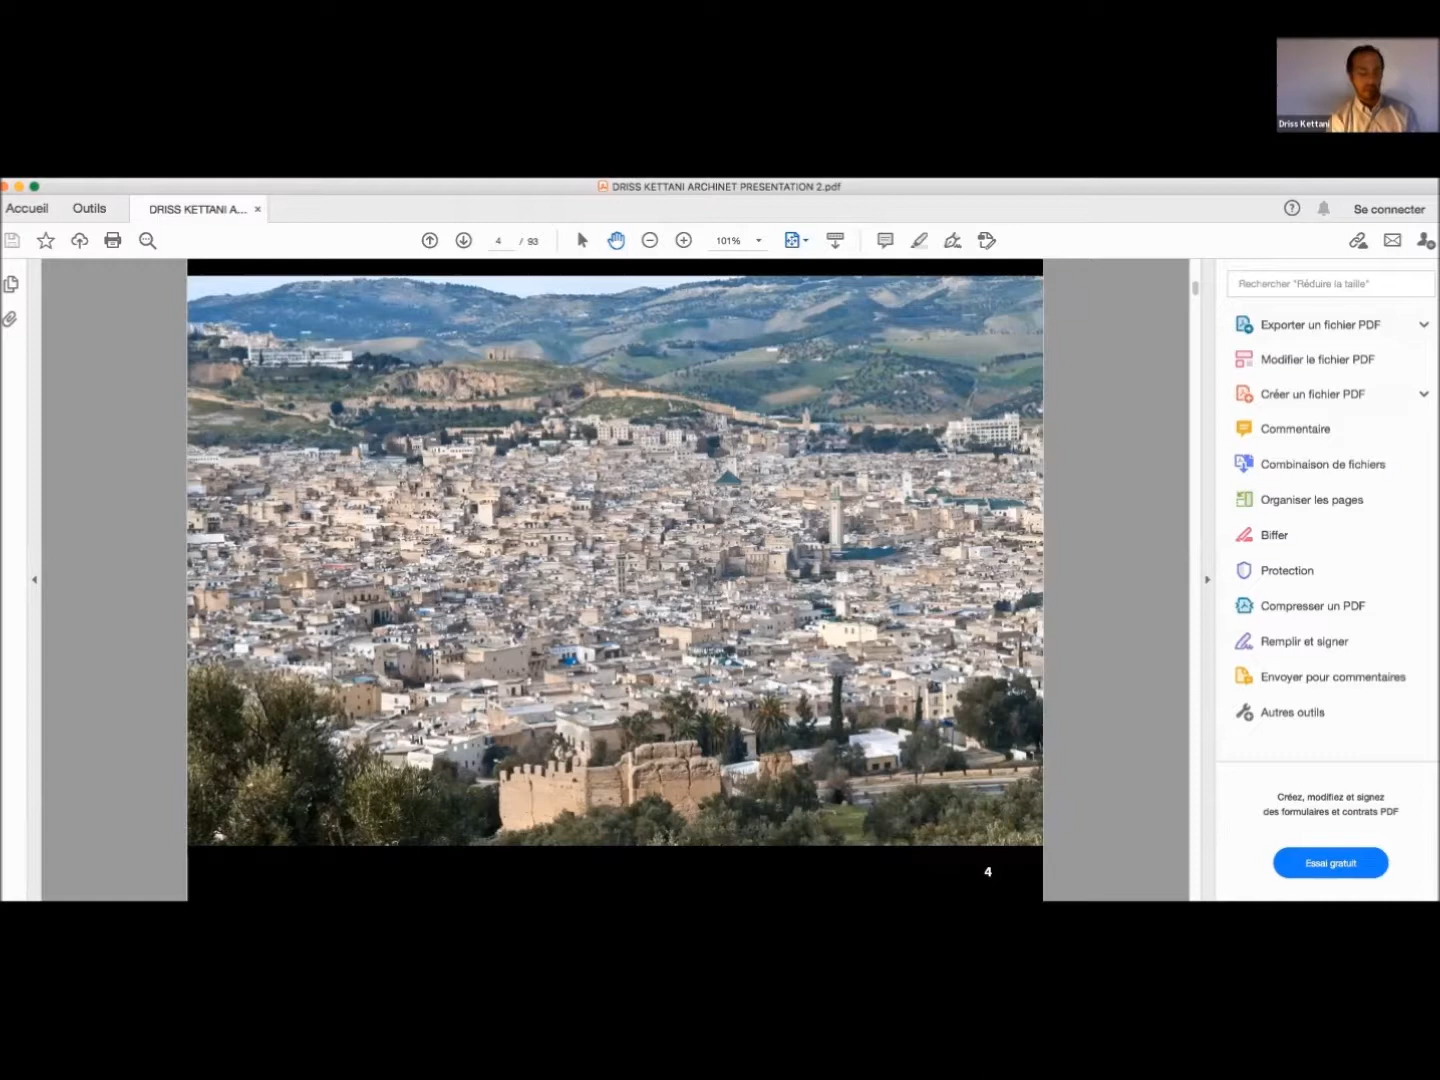 Driss Kettani
DRISS KETTANI ARCHINET PRESENTATION 2.pdf
Accueil
Outils
DRISS KETTANI A... ×
Se connecter
4 / 93
101%
Rechercher "Réduire la taille"
Exporter un fichier PDF
Modifier le fichier PDF
Créer un fichier PDF
Commentaire
Combinaison de fichiers
Organiser les pages
Biffer
Protection
Compresser un PDF
Remplir et signer
Envoyer pour commentaires
Autres outils
Créez, modifiez et signez
des formulaires et contrats PDF
Essai gratuit
4